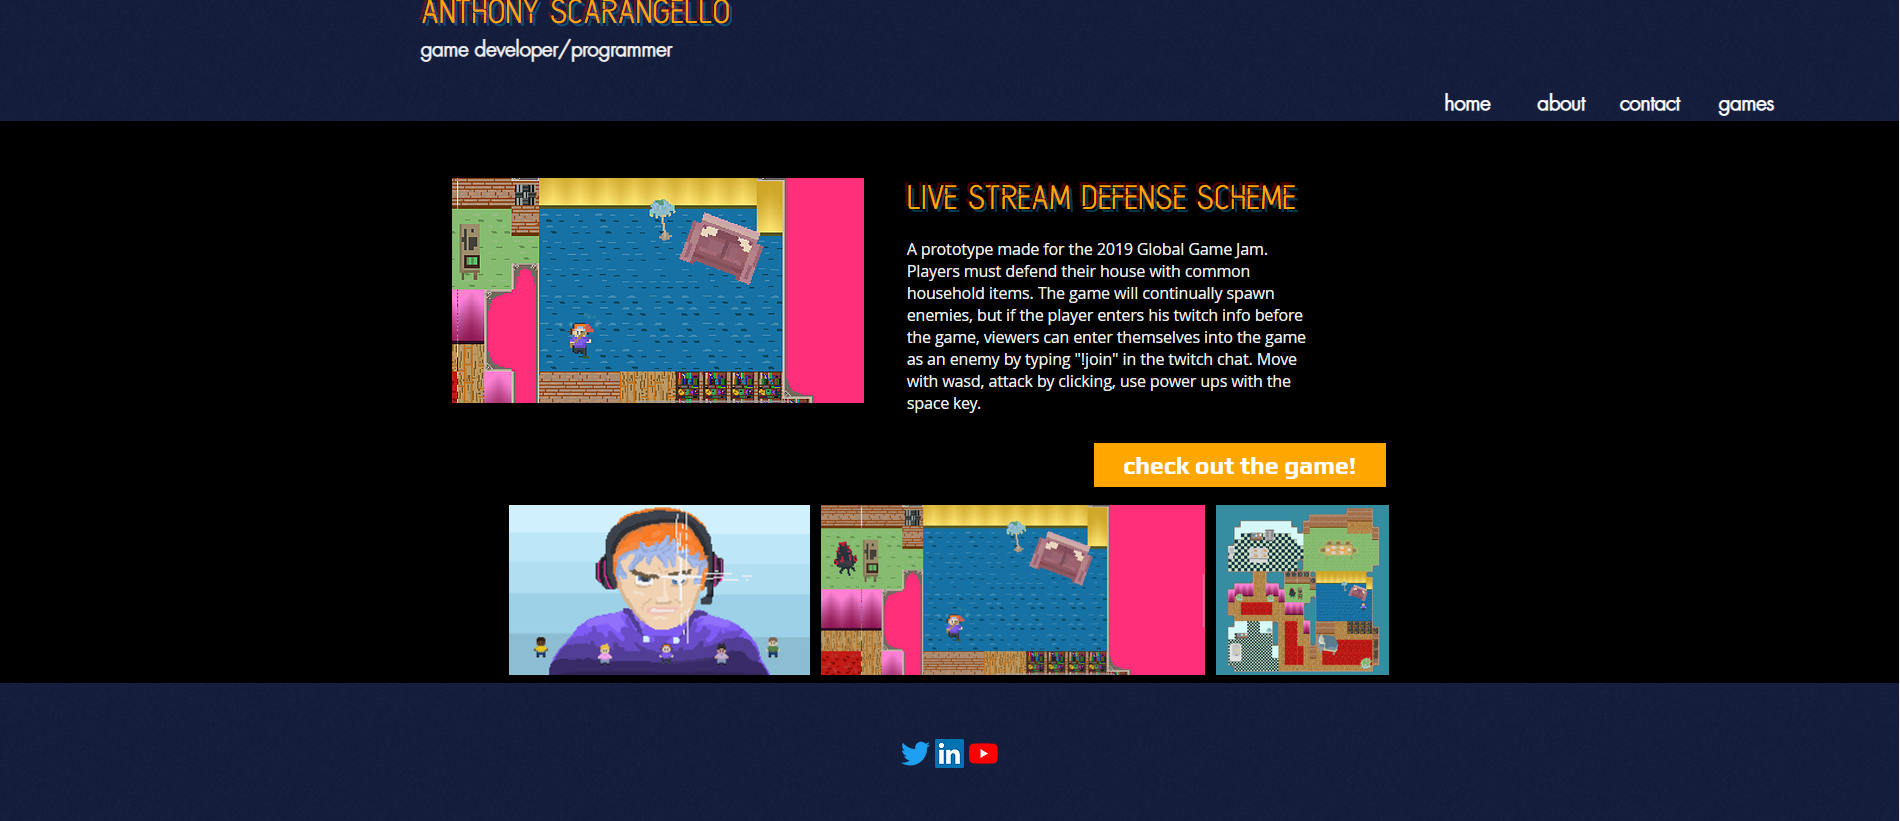 ANTHONY SCARANGELLO
game developer/programmer
home about contact games
LIVE STREAM DEFENSE SCHEME
A prototype made for the 2019 Global Game Jam.
Players must defend their house with common
household items. The game will continually spawn
enemies, but if the player enters his twitch info before
the game, viewers can enter themselves into the game
as an enemy by typing "!join" in the twitch chat. Move
with wasd, attack by clicking, use power ups with the
space key.
check out the game!
in